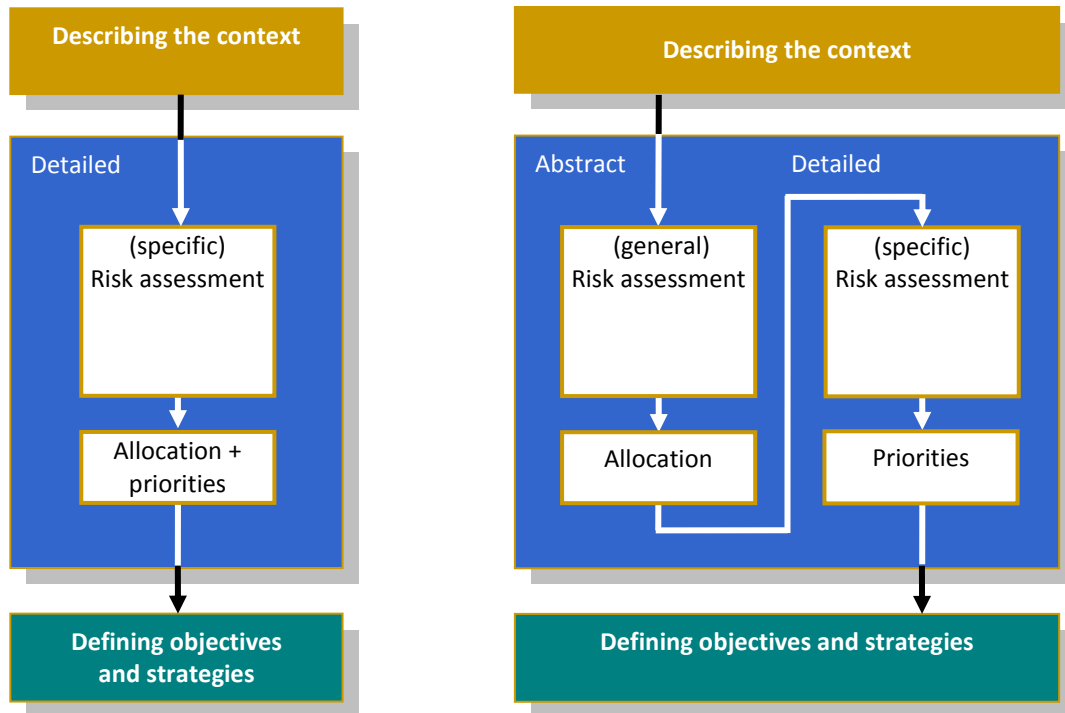 Describing the context
Detailed
(specific)
Risk assessment
Allocation +
priorities
Defining objectives
and strategies
Describing the context
Abstract
Detailed
(general)
Risk assessment
(specific)
Risk assessment
Allocation
Priorities
Defining objectives and strategies